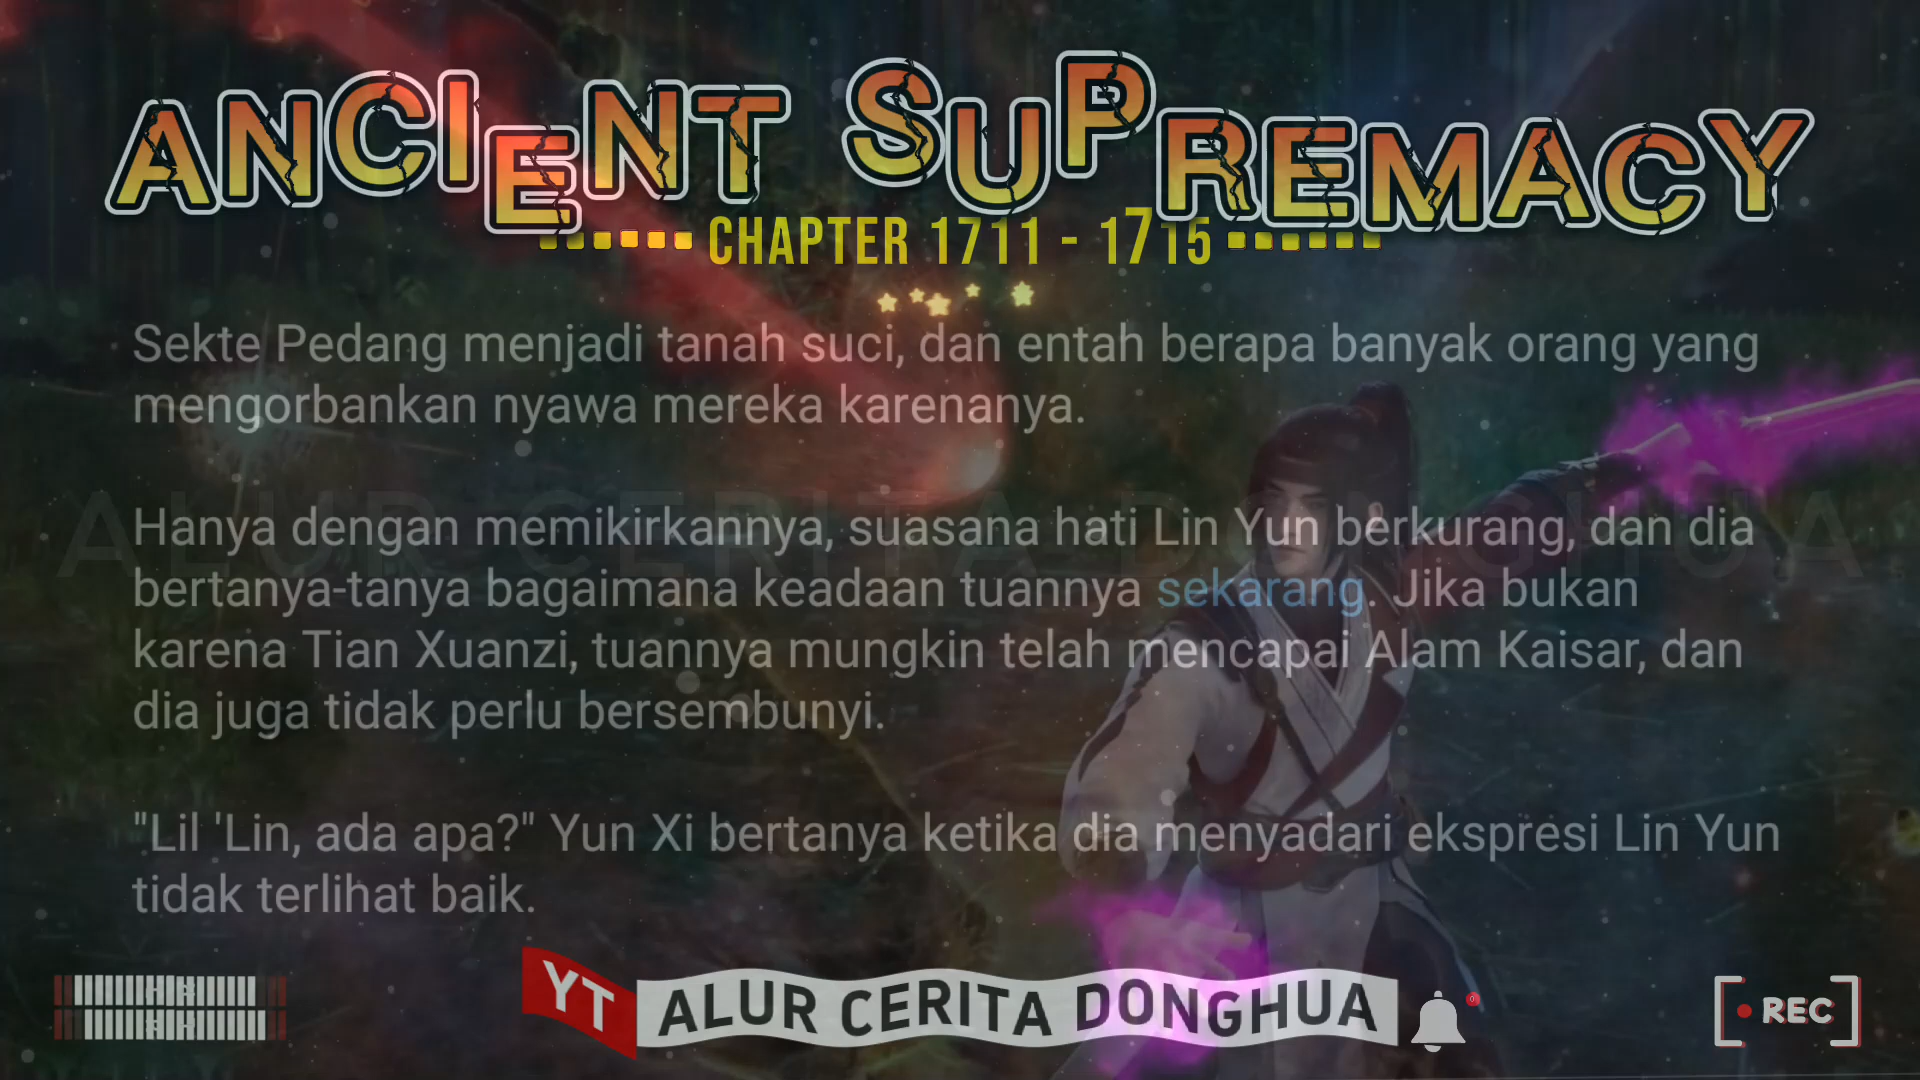 ANCIENT SUPREMACY
CHAPTER 1711 - 1715
Sekte Pedang menjadi tanah suci, dan entah berapa banyak orang yang
mengorbankan nyawa mereka karenanya.
ALUR CERITA DONGHUA
Hanya dengan memikirkannya, suasana hati Lin Yun berkurang, dan dia
bertanya-tanya bagaimana keadaan tuannya sekarang. Jika bukan
karena Tian Xuanzi, tuannya mungkin telah mencapai Alam Kaisar, dan
dia juga tidak perlu bersembunyi.
"Lil 'Lin, ada apa?" Yun Xi bertanya ketika dia menyadari ekspresi Lin Yun
tidak terlihat baik.
YT ALUR CERITA DONGHUA
REC